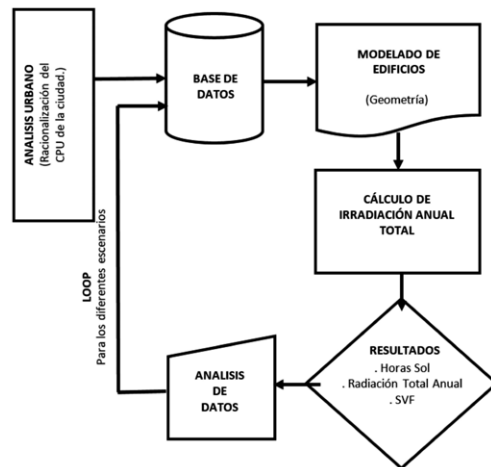 ANALISIS URBANO
(Racionalización del
CPU de la ciudad.)
BASE DE
DATOS
MODELADO DE
EDIFICIOS
(Geometría)
CÁLCULO DE
IRRADIACIÓN ANUAL
TOTAL
RESULTADOS
. Horas Sol
. Radiación Total Anual
. SVF
ANALISIS
DE
DATOS
LOOP
Para los diferentes escenarios